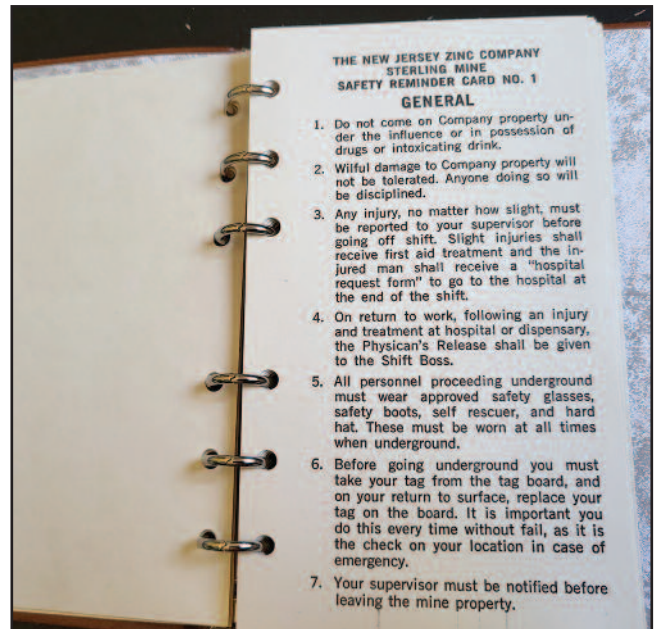 THE NEW JERSEY ZINC COMPANY
STERLING MINE
SAFETY REMINDER CARD NO. 1
GENERAL
1. Do not come on Company property un-
der the influence or in possession of
drugs or intoxicating drink.
2. Wilful damage to Company property will
not be tolerated. Anyone doing so will
be disciplined.
3. Any injury, no matter how slight, must
be reported to your supervisor before
going off shift. Slight injuries shall
receive first aid treatment and the in-
jured man shall receive a "hospital
request form" to go to the hospital at
the end of the shift.
4. On return to work, following an injury
and treatment at hospital or dispensary,
the Physican's Release shall be given
to the Shift Boss.
5. All personnel proceeding underground
must wear approved safety glasses,
safety boots, self rescuer, and hard
hat. These must be worn at all times
when underground.
6. Before going underground you must
take your tag from the tag board, and
on your return to surface, replace your
tag on the board. It is important you
do this every time without fail, as it is
the check on your location in case of
emergency.
7. Your supervisor must be notified before
leaving the mine property.